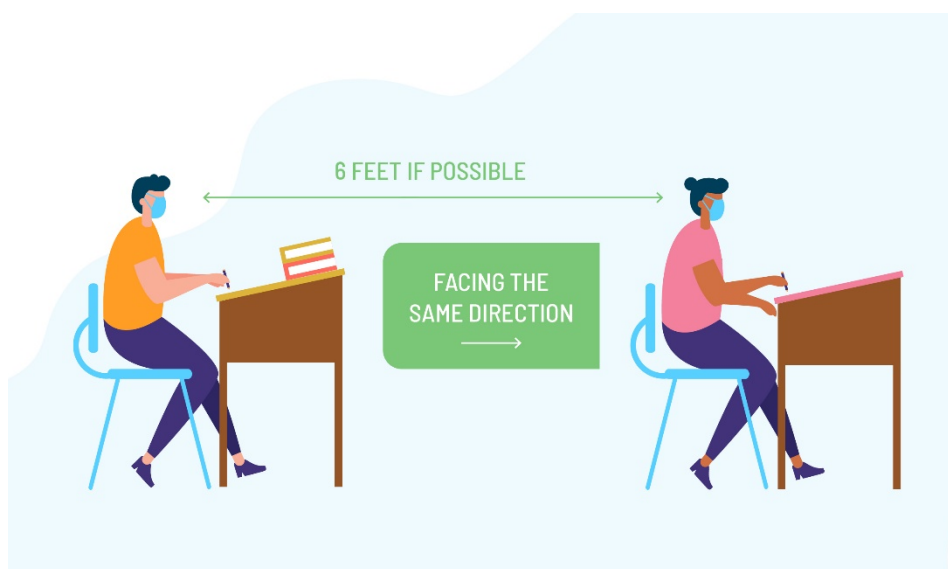 6 FEET IF POSSIBLE
FACING THE
SAME DIRECTION